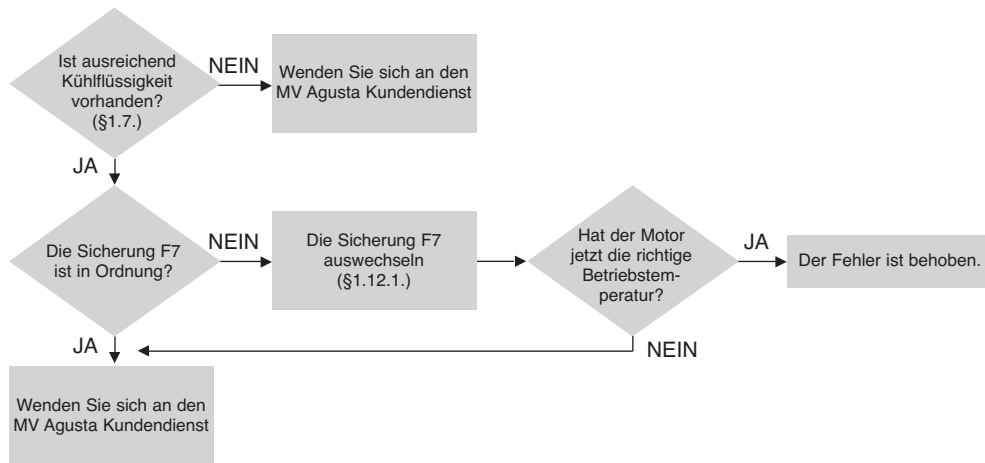 Ist ausreichend
Kühlflüssigkeit
vorhanden?
(§1.7.)
NEIN
Wenden Sie sich an den
MV Agusta Kundendienst
JA
Die Sicherung F7
ist in Ordnung?
NEIN
Die Sicherung F7
auswechseln
(§1.12.1.)
Hat der Motor
jetzt die richtige
Betriebstem-
peratur?
JA
Der Fehler ist behoben.
NEIN
JA
Wenden Sie sich an den
MV Agusta Kundendienst